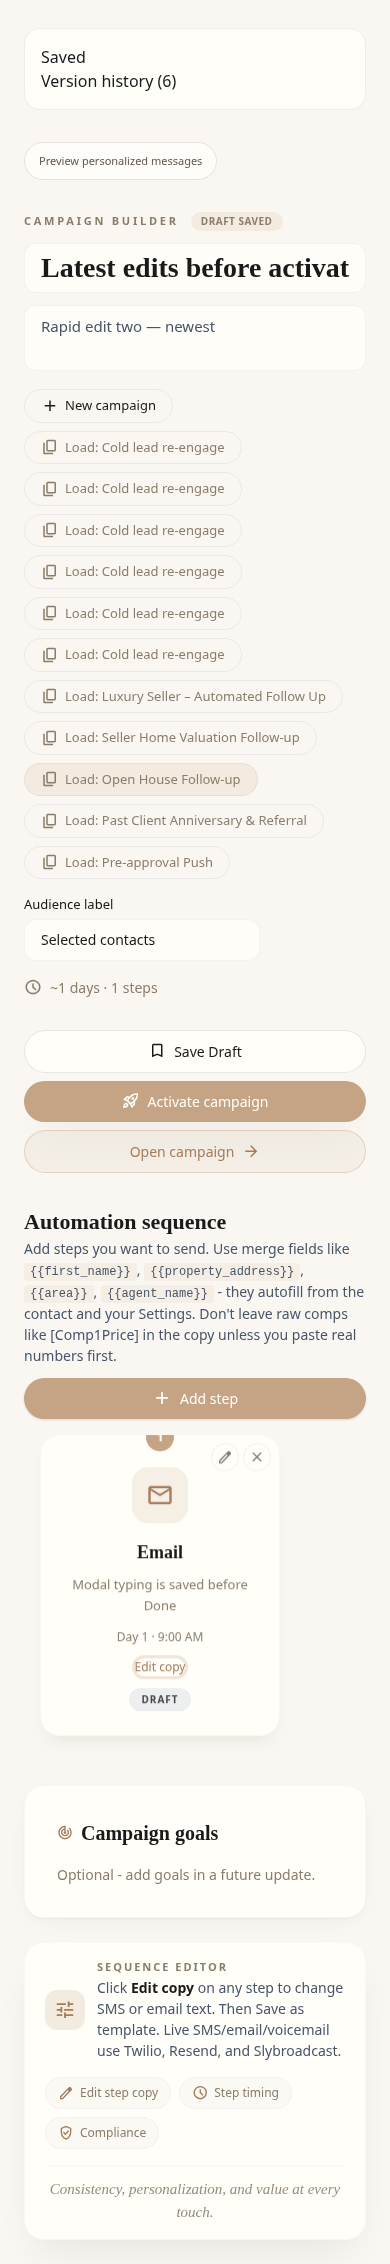 Saved
Version history (6)
Preview personalized messages
CAMPAIGN BUILDER DRAFT SAVED
Latest edits before activat
Rapid edit two — newest
New campaign
Load: Cold lead re-engage
Load: Cold lead re-engage
Load: Cold lead re-engage
Load: Cold lead re-engage
Load: Cold lead re-engage
Load: Cold lead re-engage
Load: Luxury Seller – Automated Follow Up
Load: Seller Home Valuation Follow-up
Load: Open House Follow-up
Load: Past Client Anniversary & Referral
Load: Pre-approval Push
Audience label
Selected contacts
~1 days · 1 steps
Save Draft
Activate campaign
Open campaign
Automation sequence
Add steps you want to send. Use merge fields like
{{first_name}}, {{property_address}},
{{area}}, {{agent_name}} - they autofill from the
contact and your Settings. Don't leave raw comps
like [Comp1Price] in the copy unless you paste real
numbers first.
Add step
Email
Modal typing is saved before
Done
Day 1 · 9:00 AM
Edit copy
DRAFT
Campaign goals
Optional - add goals in a future update.
SEQUENCE EDITOR
Click Edit copy on any step to change
SMS or email text. Then Save as
template. Live SMS/email/voicemail
use Twilio, Resend, and Slybroadcast.
Edit step copy
Step timing
Compliance
Consistency, personalization, and value at every
touch.